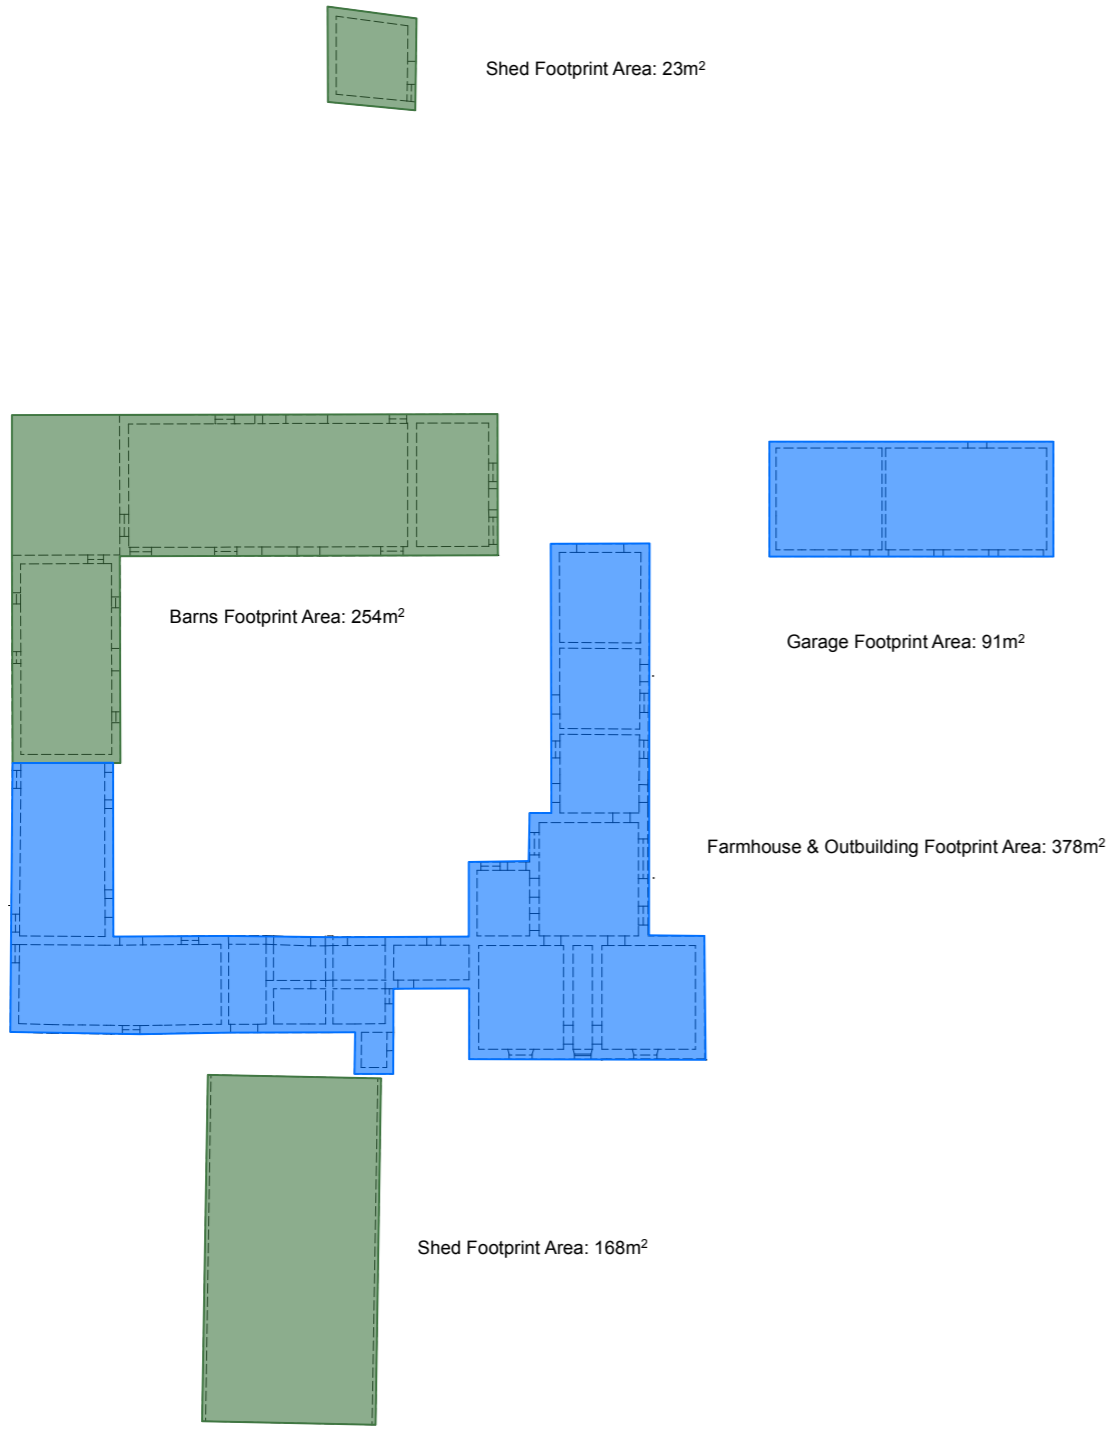 Shed Footprint Area: 23m²
Barns Footprint Area: 254m²
Garage Footprint Area: 91m²
Farmhouse & Outbuilding Footprint Area: 378m²
Shed Footprint Area: 168m²